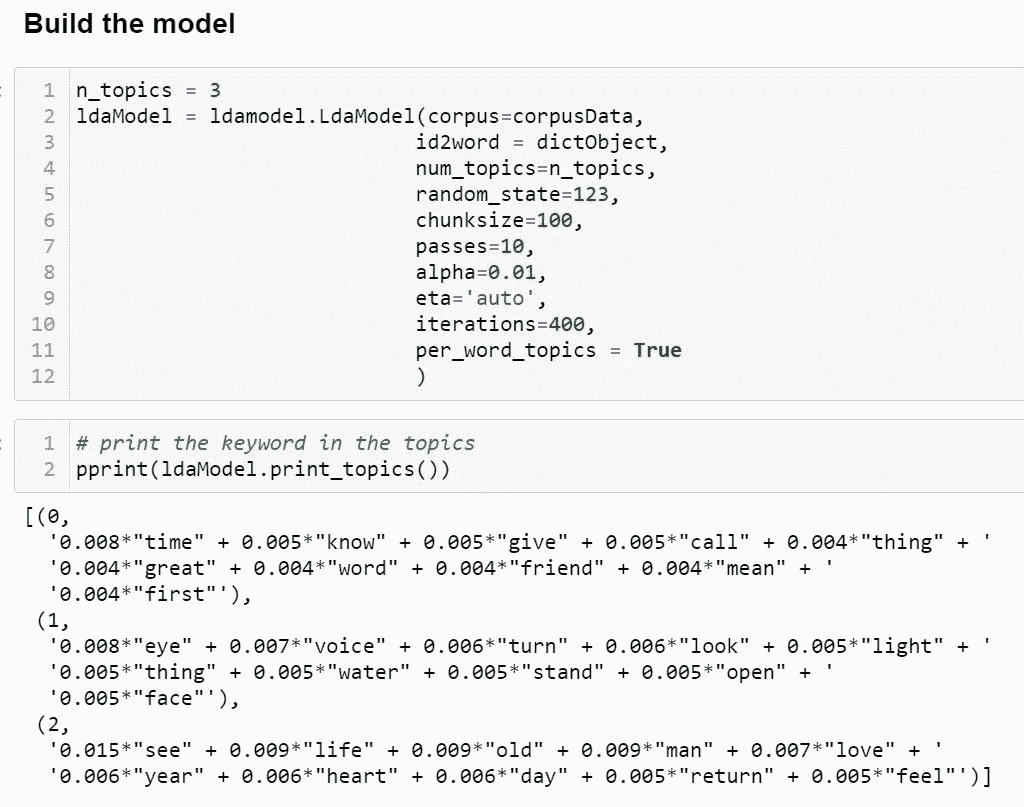 Build the model
1 n_topics = 3
2 ldaModel = ldamodel.LdaModel(corpus=corpusData,
3 id2word = dictObject,
4 num_topics=n_topics,
5 random_state=123,
6 chunksize=100,
7 passes=10,
8 alpha=0.01,
9 eta='auto',
10 iterations=400,
11 per_word_topics = True
12 )
1 # print the keyword in the topics
2 pprint(ldaModel.print_topics())
[(0,
'0.008*"time" + 0.005*"know" + 0.005*"give" + 0.005*"call" + 0.004*"thing" + '
'0.004*"great" + 0.004*"word" + 0.004*"friend" + 0.004*"mean" + '
'0.004*"first"'),
(1,
'0.008*"eye" + 0.007*"voice" + 0.006*"turn" + 0.006*"look" + 0.005*"light" + '
'0.005*"thing" + 0.005*"water" + 0.005*"stand" + 0.005*"open" + '
'0.005*"face"'),
(2,
'0.015*"see" + 0.009*"life" + 0.009*"old" + 0.009*"man" + 0.007*"love" + '
'0.006*"year" + 0.006*"heart" + 0.006*"day" + 0.005*"return" + 0.005*"feel"')]